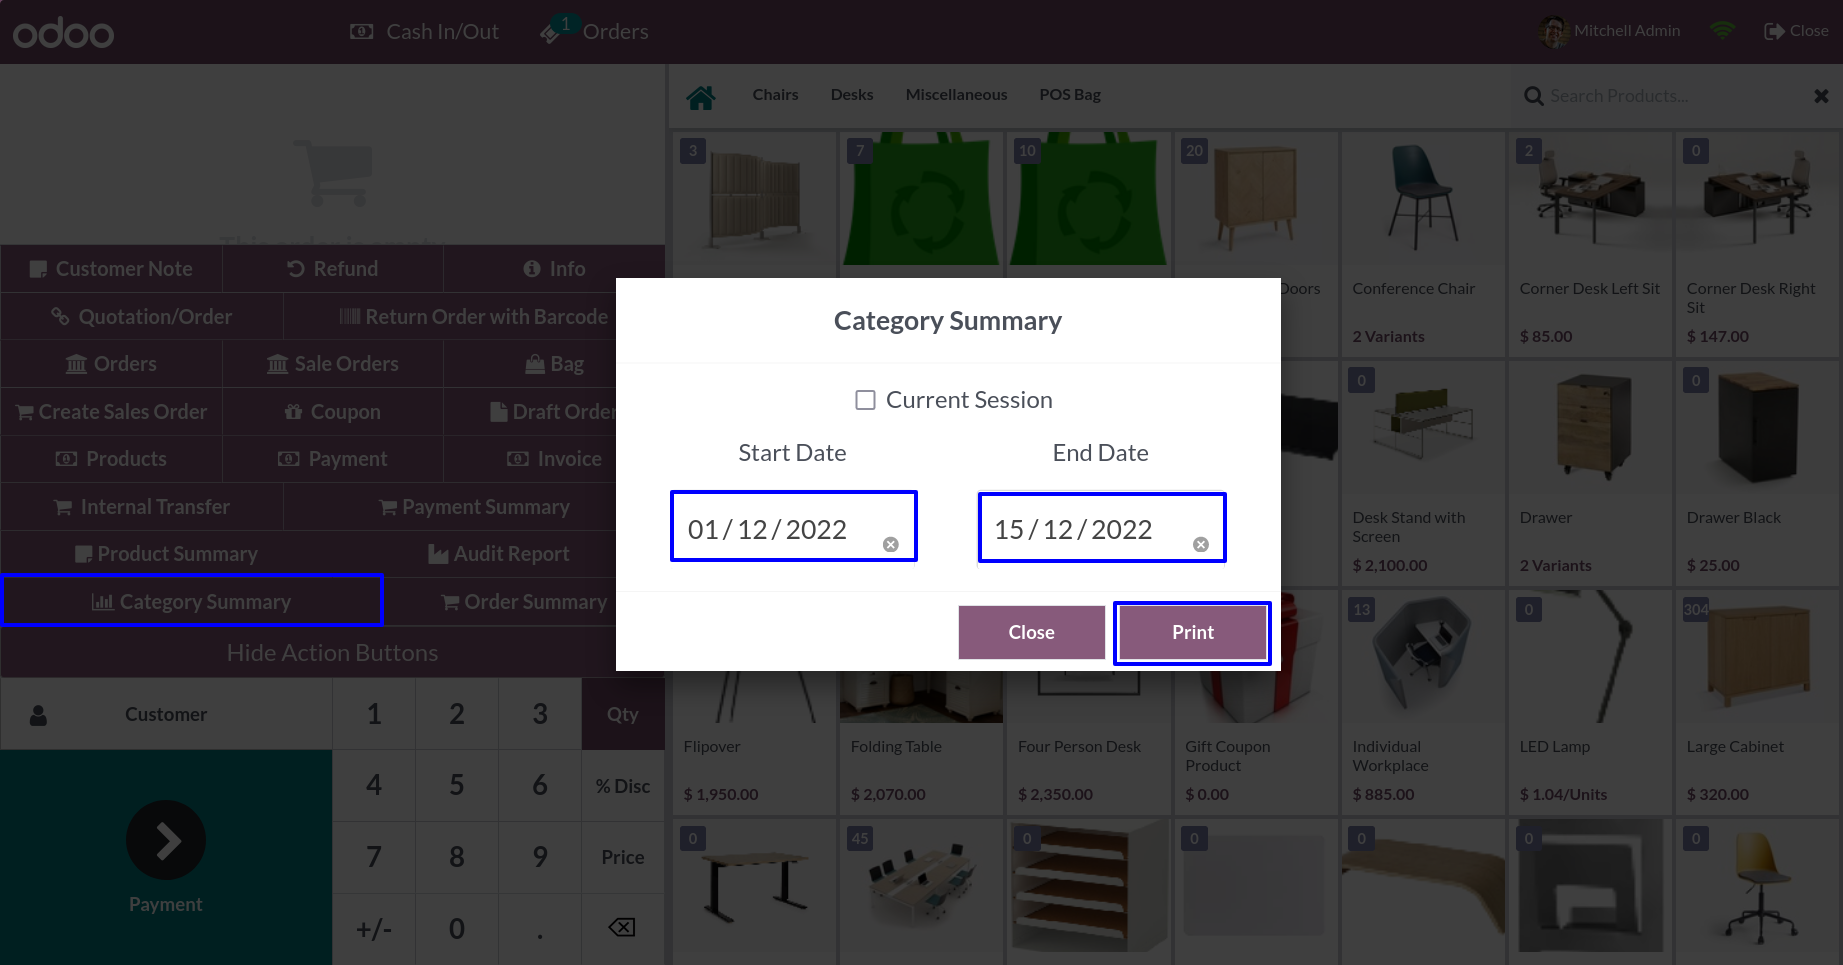 odoo
Cash In/Out
1
Orders
Mitchell Admin
Close
Chairs
Desks
Miscellaneous
POS Bag
Search Products...
3
7
10
20
2
0
Doors
Conference Chair
2 Variants
Corner Desk Left Sit
$ 85.00
Corner Desk Right
Sit
$ 147.00
Customer Note
Refund
Info
Quotation/Order
Return Order with Barcode
Orders
Sale Orders
Bag
Create Sales Order
Coupon
Draft Order
Products
Payment
Invoice
Internal Transfer
Payment Summary
Product Summary
Audit Report
Category Summary
Order Summary
Hide Action Buttons
Customer
1
2
3
Qty
4
5
6
% Disc
7
8
9
Price
+/-
0
.
Payment
Category Summary
Current Session
Start Date
End Date
01/12/2022
15/12/2022
Close
Print
0
0
Desk Stand with
Screen
$ 2,100.00
Drawer
2 Variants
Drawer Black
$ 25.00
13
0
304
Flipover
$ 1,950.00
Folding Table
$ 2,070.00
Four Person Desk
$ 2,350.00
Gift Coupon
Product
$ 0.00
Individual
Workplace
$ 885.00
LED Lamp
$ 1.04/Units
Large Cabinet
$ 320.00
0
45
0
0
0
0
0